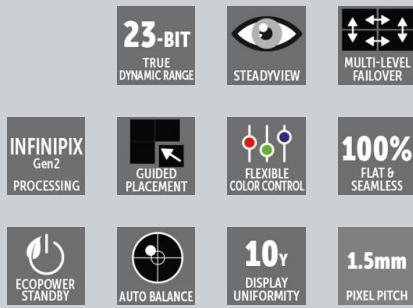 23-BIT
TRUE
DYNAMIC RANGE
STEADYVIEW
MULTI-LEVEL
FAILOVER
INFINIPIX
Gen2
PROCESSING
GUIDED
PLACEMENT
FLEXIBLE
COLOR CONTROL
100%
FLAT &
SEAMLESS
ECOPOWER
STANDBY
AUTO BALANCE
10Y
DISPLAY
UNIFORMITY
1.5mm
PIXEL PITCH